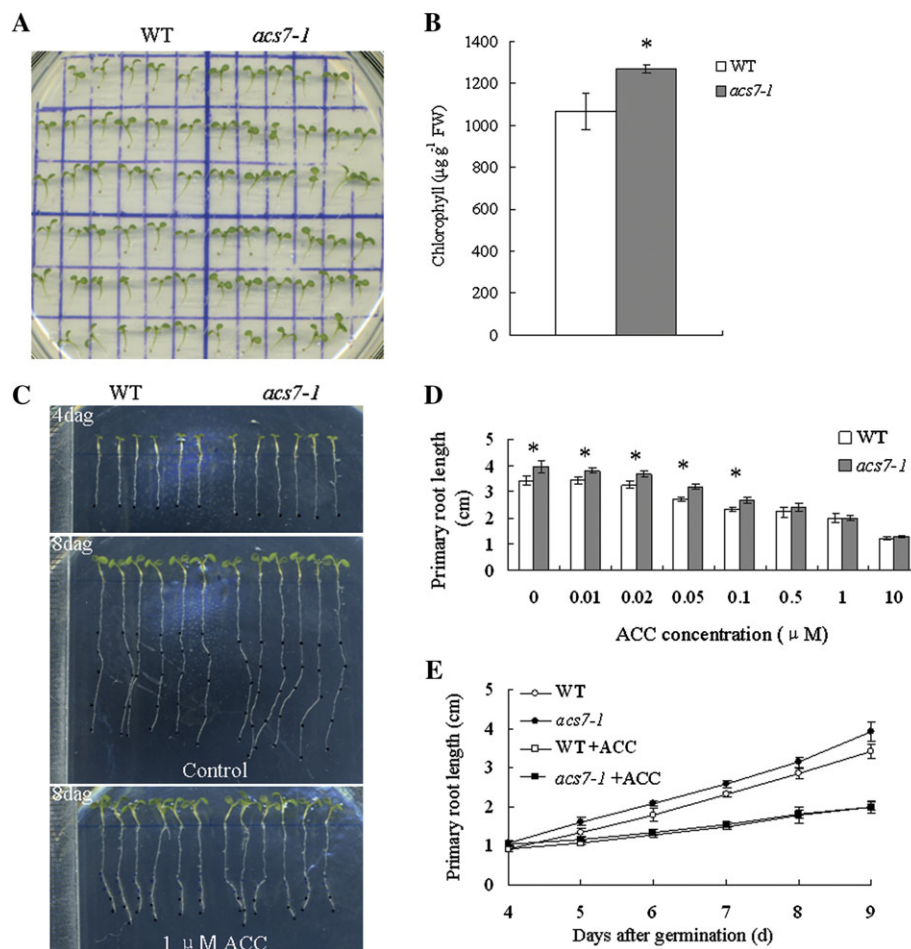 A
WT acs7-1
B
1400
1200
1000
800
600
400
200
0
Chlorophyll (μg g⁻¹ FW)
*
WT
acs7-1
C
WT acs7-1
4dag
8dag
Control
8dag
1 μM ACC
D
Primary root length
(cm)
5
4
3
2
1
0
* * * * *
WT
acs7-1
0 0.01 0.02 0.05 0.1 0.5 1 10
ACC concentration ( μ M)
E
Primary root length (cm)
4
3
2
1
0
WT
acs7-1
WT +ACC
acs7-1 +ACC
4 5 6 7 8 9
Days after germination (d)